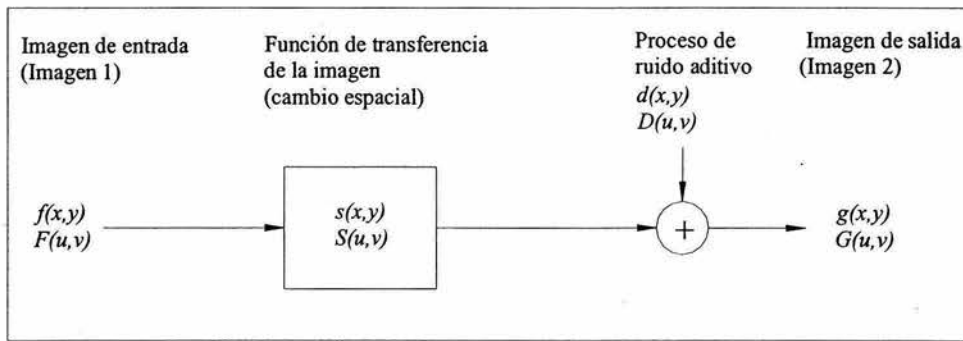 Imagen de entrada
(Imagen 1)
Función de transferencia
de la imagen
(cambio espacial)
Proceso de
ruido aditivo
d(x,y)
D(u,v)
Imagen de salida
(Imagen 2)
f(x,y)
F(u,v)
s(x,y)
S(u,v)
+
g(x,y)
G(u,v)